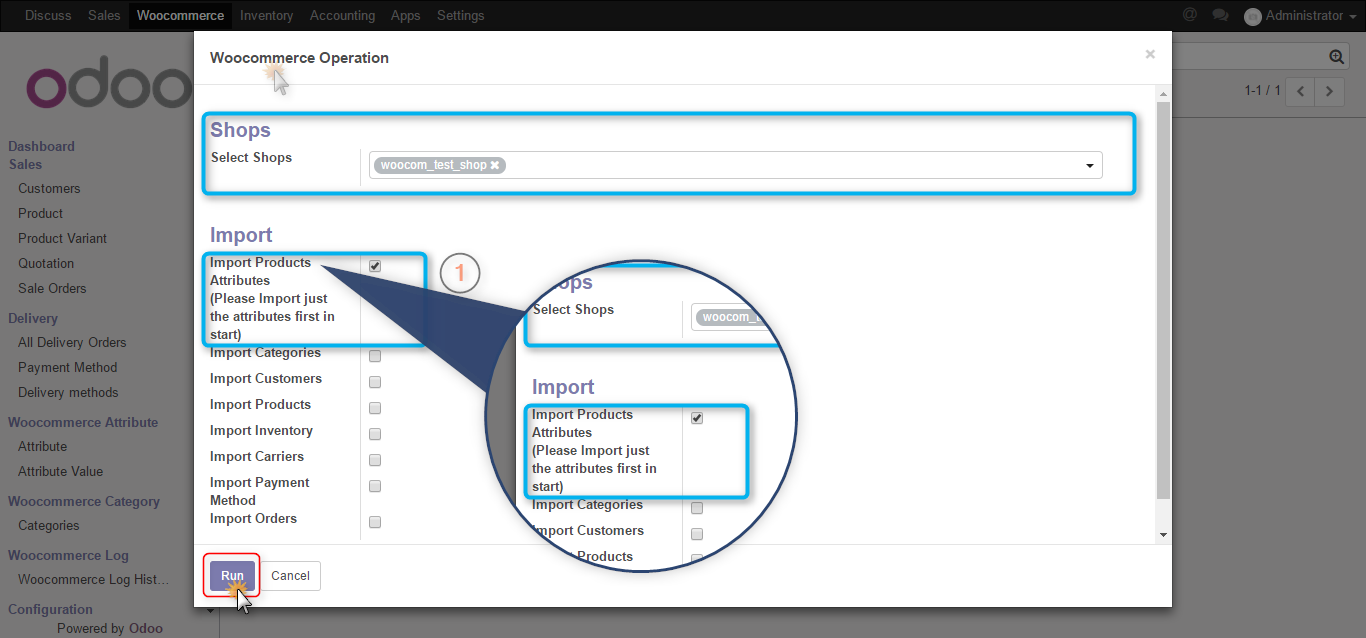 Discuss Sales Woocommerce Inventory Accounting Apps Settings Administrator
odoo
1-1 / 1
Dashboard
Sales
Customers
Product
Product Variant
Quotation
Sale Orders
Delivery
All Delivery Orders
Payment Method
Delivery methods
Woocommerce Attribute
Attribute
Attribute Value
Woocommerce Category
Categories
Woocommerce Log
Woocommerce Log Hist...
Configuration
Powered by Odoo
Woocommerce Operation
Shops
Select Shops woocom_test_shop
Import
Import Products
Attributes
(Please Import just
the attributes first in
start)
Import Categories
Import Customers
Import Products
Import Inventory
Import Carriers
Import Payment
Method
Import Orders
Run Cancel
1
ops
Select Shops woocom_
Import
Import Products
Attributes
(Please Import just
the attributes first in
start)
Import Categories
mport Customers
Products